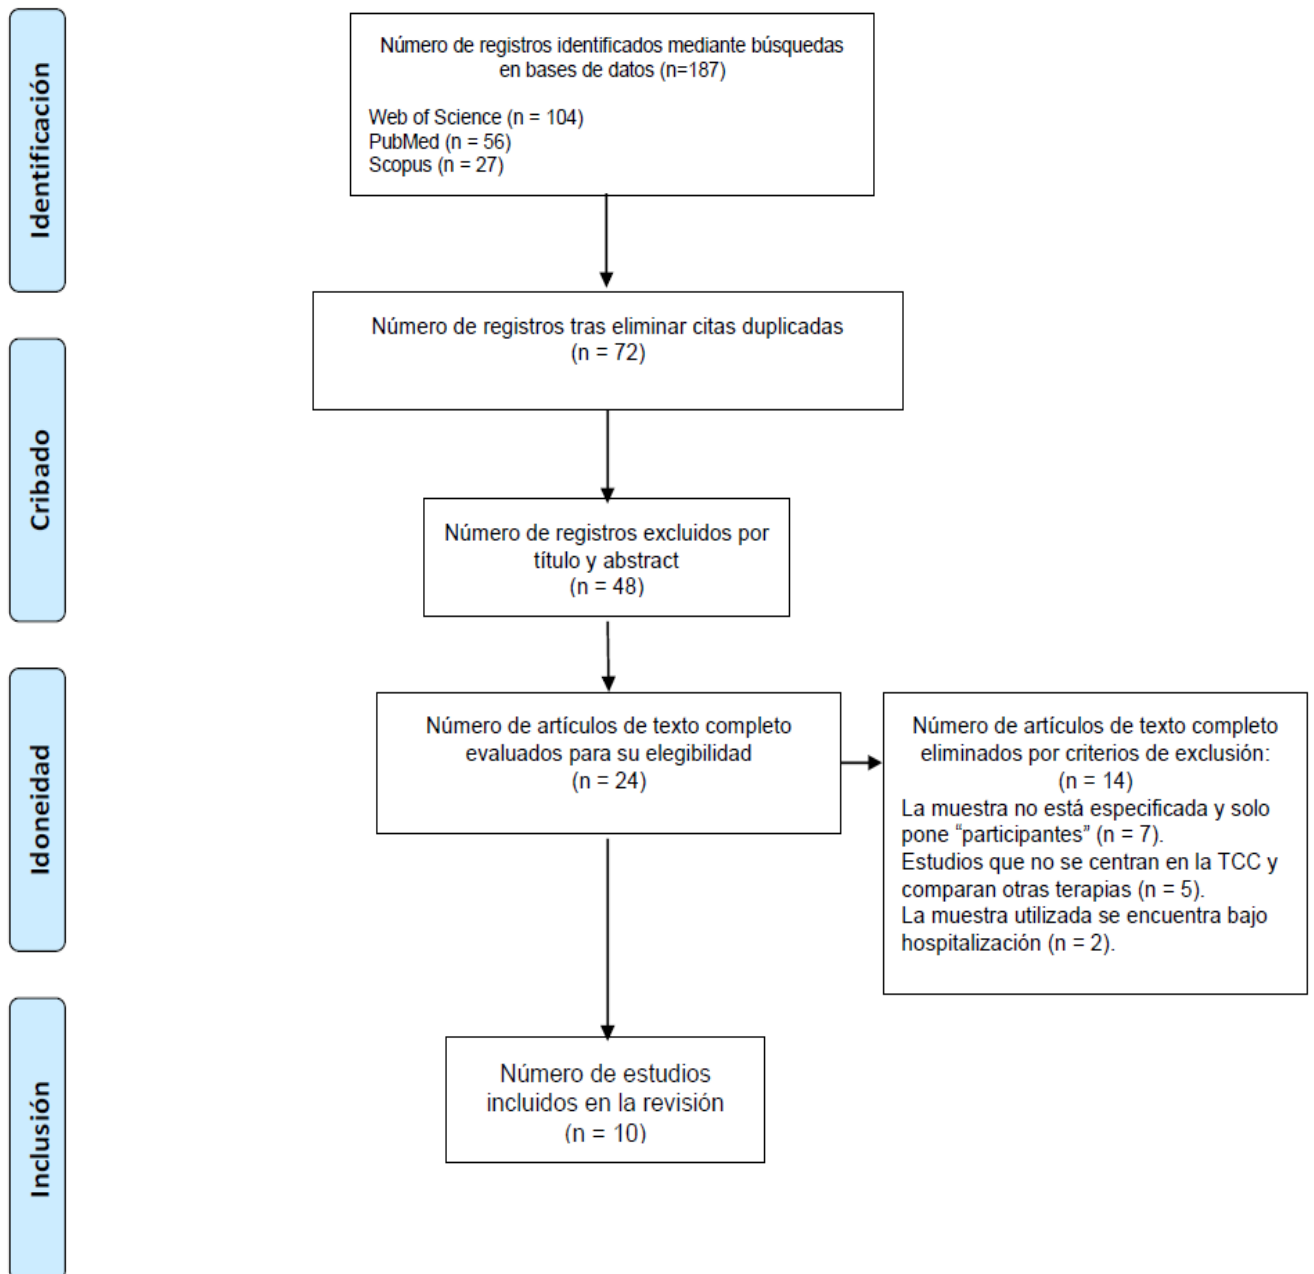 Identificación
Número de registros identificados mediante búsquedas
en bases de datos (n=187)
Web of Science (n = 104)
PubMed (n = 56)
Scopus (n = 27)
Cribado
Número de registros tras eliminar citas duplicadas
(n = 72)
Número de registros excluidos por
título y abstract
(n = 48)
Idoneidad
Número de artículos de texto completo
evaluados para su elegibilidad
(n = 24)
Número de artículos de texto completo
eliminados por criterios de exclusión:
(n = 14)
La muestra no está especificada y solo
pone “participantes” (n = 7).
Estudios que no se centran en la TCC y
comparan otras terapias (n = 5).
La muestra utilizada se encuentra bajo
hospitalización (n = 2).
Inclusión
Número de estudios
incluidos en la revisión
(n = 10)